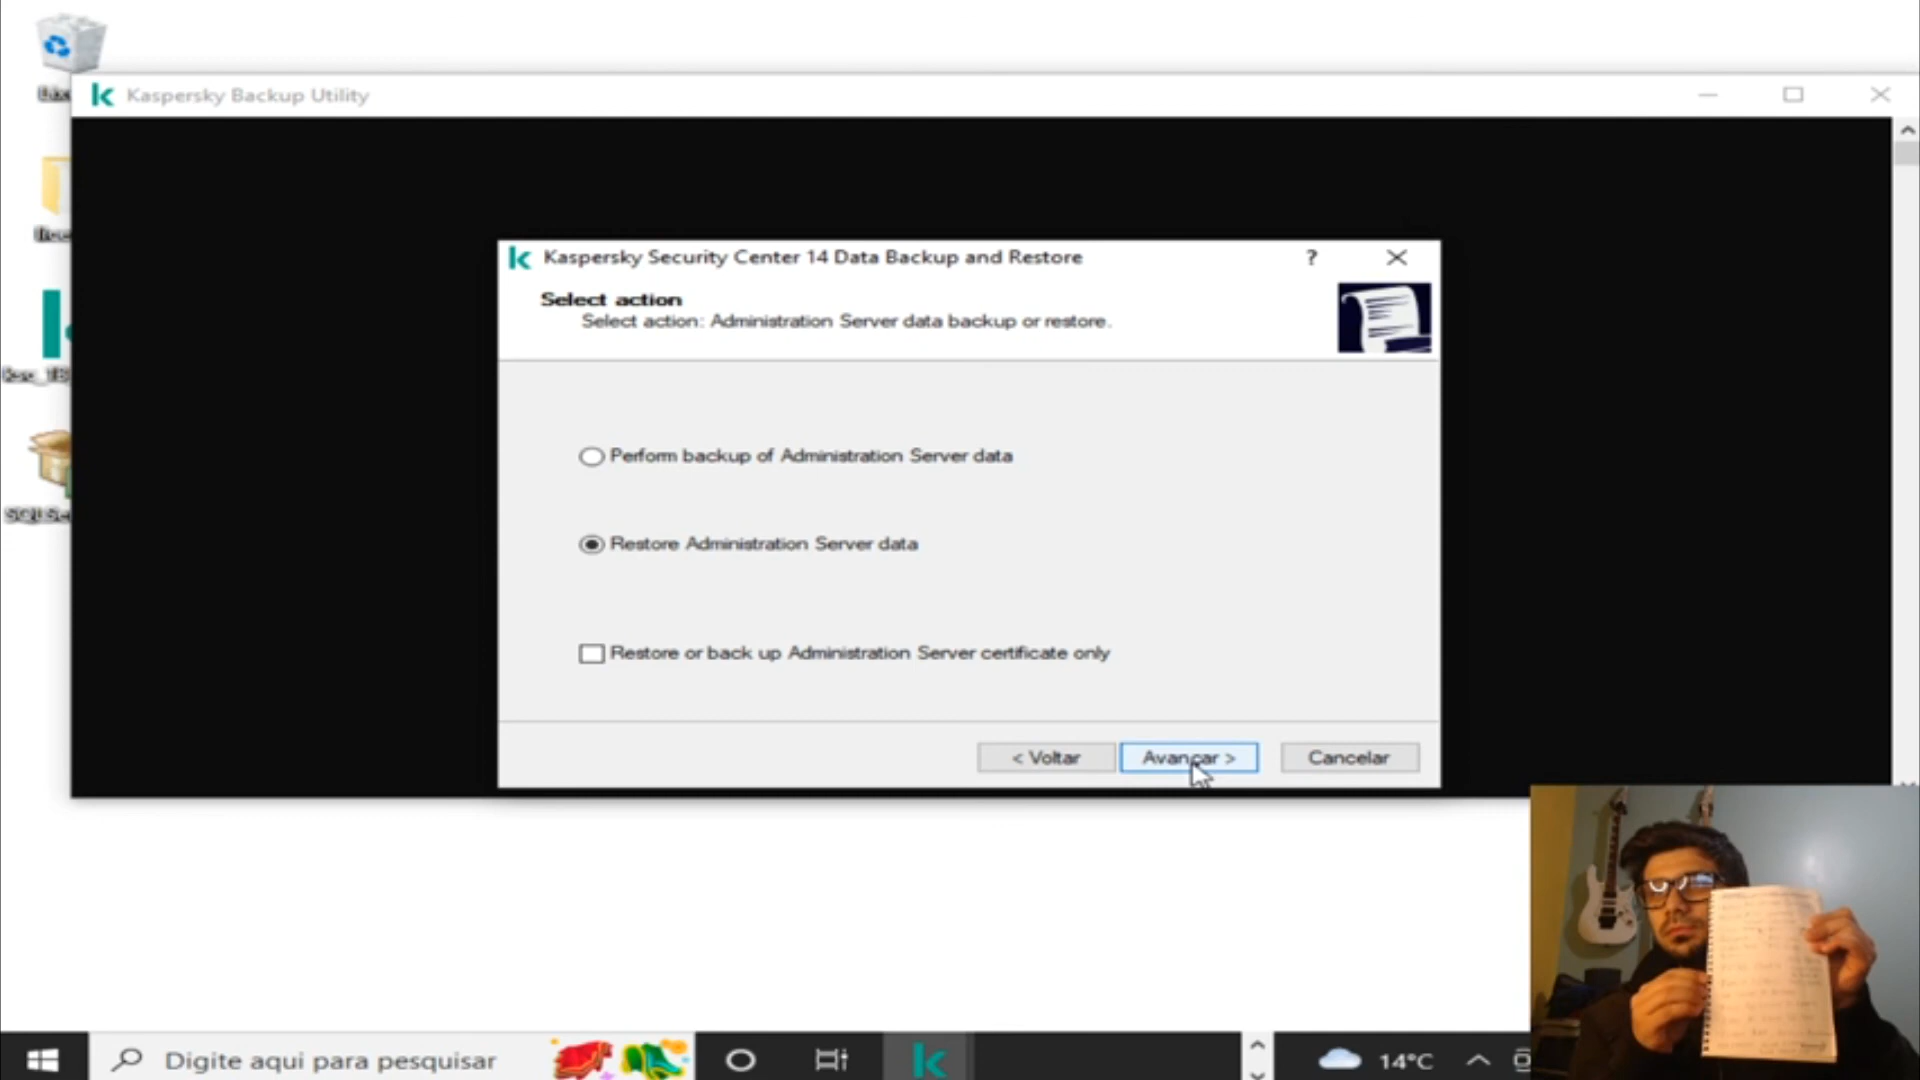 Kaspersky Backup Utility
Kaspersky Security Center 14 Data Backup and Restore
?
Select action
Select action: Administration Server data backup or restore.
Perform backup of Administration Server data
Restore Administration Server data
Restore or back up Administration Server certificate only
< Voltar
Avançar >
Cancelar
Digite aqui para pesquisar
14°C